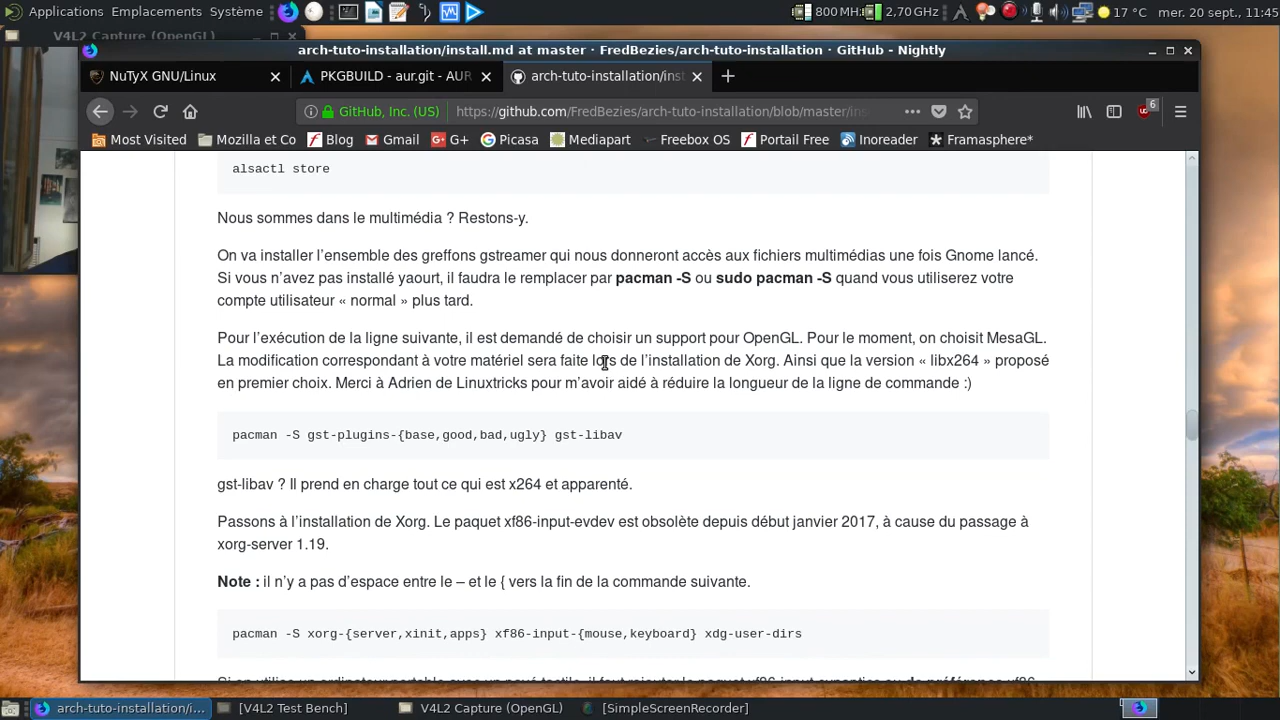 Applications Emplacements Système 800 MH: 2,70 GHz 17 °C mer. 20 sept., 11:45
V4L2 Capture (OpenGL)
arch-tuto-installation/install.md at master · FredBezies/arch-tuto-installation · GitHub - Nightly
NuTyX GNU/Linux PKGBUILD - aur.git - AUR arch-tuto-installation/inst
GitHub, Inc. (US) https://github.com/FredBezies/arch-tuto-installation/blob/master/ins 6
Most Visited Mozilla et Co Blog Gmail G+ Picasa Mediapart Freebox OS Portail Free Inoreader Framasphere*
alsactl store
Nous sommes dans le multimédia ? Restons-y.
On va installer l’ensemble des greffons gstreamer qui nous donneront accès aux fichiers multimédias une fois Gnome lancé.
Si vous n’avez pas installé yaourt, il faudra le remplacer par pacman -S ou sudo pacman -S quand vous utiliserez votre
compte utilisateur « normal » plus tard.
Pour l’exécution de la ligne suivante, il est demandé de choisir un support pour OpenGL. Pour le moment, on choisit MesaGL.
La modification correspondant à votre matériel sera faite lors de l’installation de Xorg. Ainsi que la version « libx264 » proposé
en premier choix. Merci à Adrien de Linuxtricks pour m’avoir aidé à réduire la longueur de la ligne de commande :)
pacman -S gst-plugins-{base,good,bad,ugly} gst-libav
gst-libav ? Il prend en charge tout ce qui est x264 et apparenté.
Passons à l’installation de Xorg. Le paquet xf86-input-evdev est obsolète depuis début janvier 2017, à cause du passage à
xorg-server 1.19.
Note : il n’y a pas d’espace entre le – et le { vers la fin de la commande suivante.
pacman -S xorg-{server,xinit,apps} xf86-input-{mouse,keyboard} xdg-user-dirs
arch-tuto-installation/i... [V4L2 Test Bench] V4L2 Capture (OpenGL) [SimpleScreenRecorder]